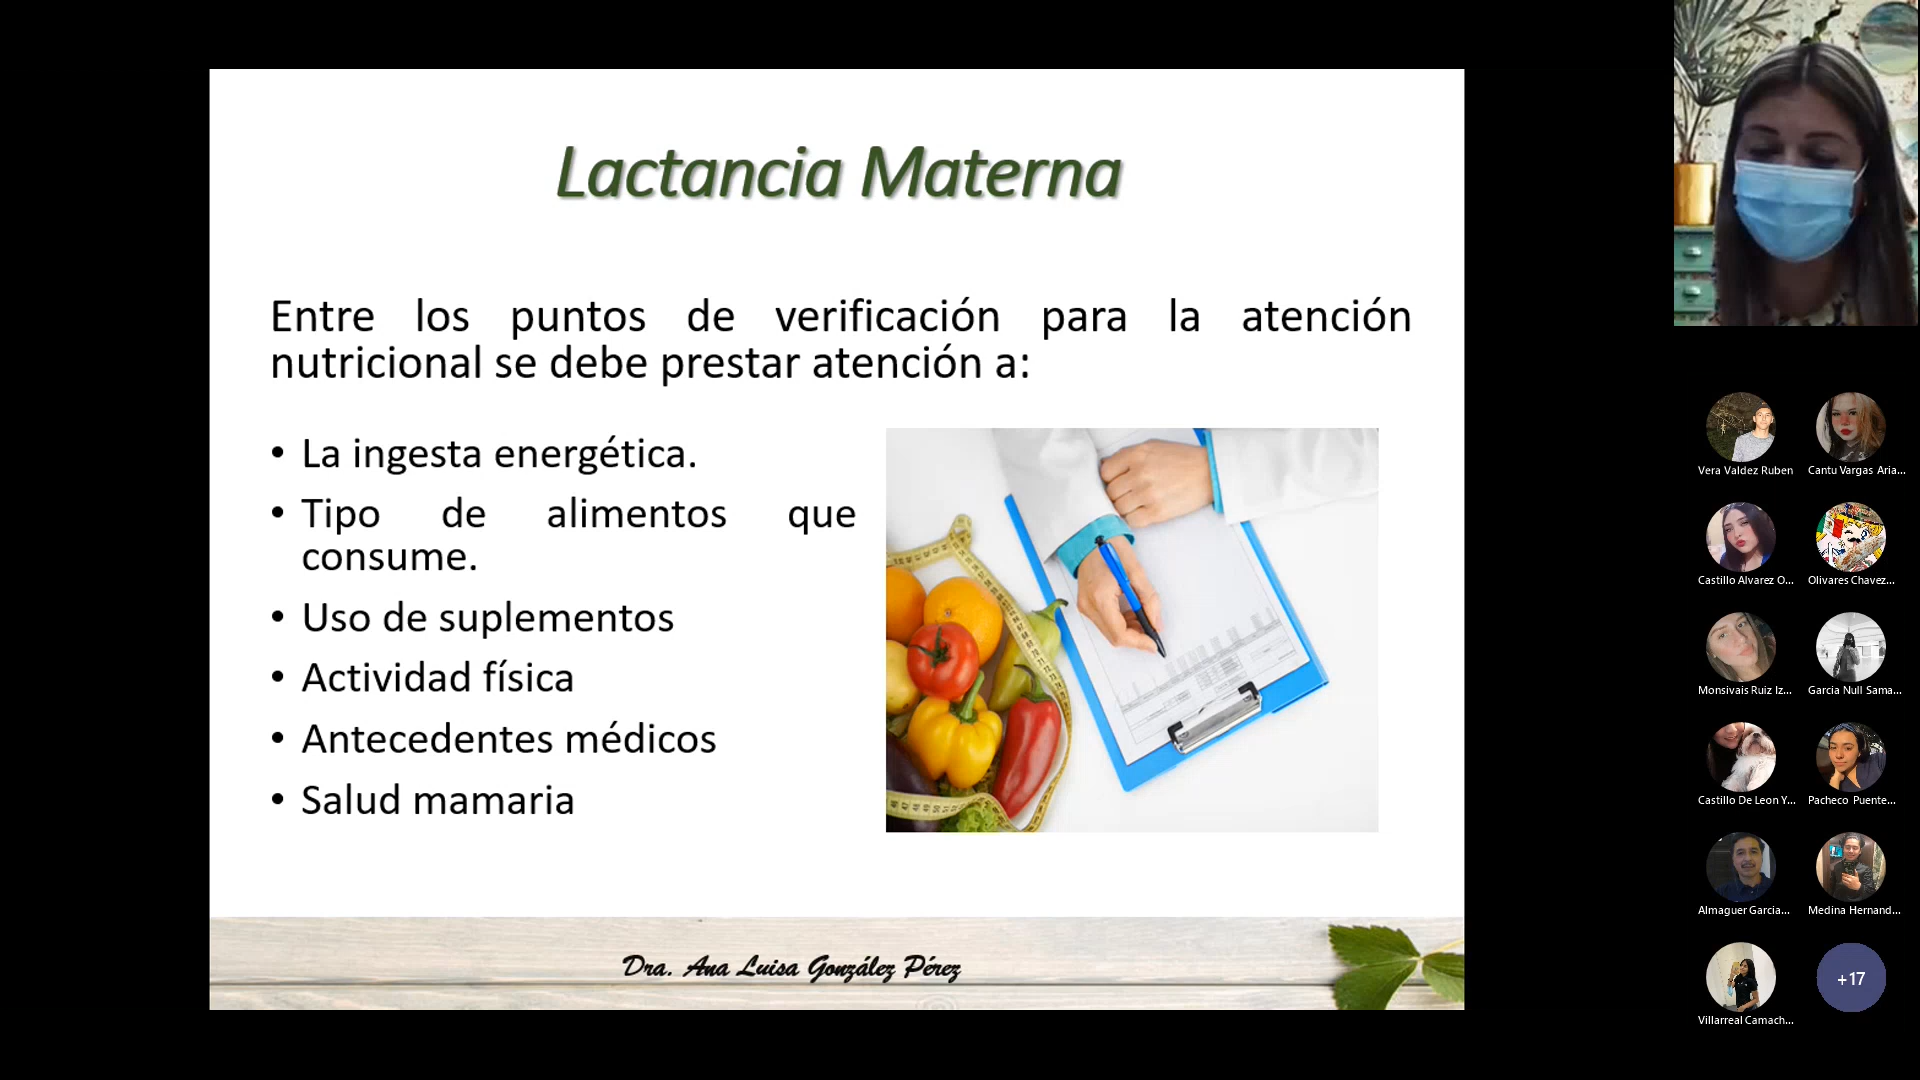 Lactancia Materna
Entre los puntos de verificación para la atención
nutricional se debe prestar atención a:
• La ingesta energética.
• Tipo de alimentos que
consume.
• Uso de suplementos
• Actividad física
• Antecedentes médicos
• Salud mamaria
Dra. Ana Luisa González Pérez
Vera Valdez Ruben
Cantu Vargas Aria...
Castillo Alvarez O...
Olivares Chavez...
Monsivais Ruiz Iz...
Garcia Null Sama...
Castillo De Leon Y...
Pacheco Puente...
Almaguer Garcia...
Medina Hernand...
Villarreal Camach...
+17